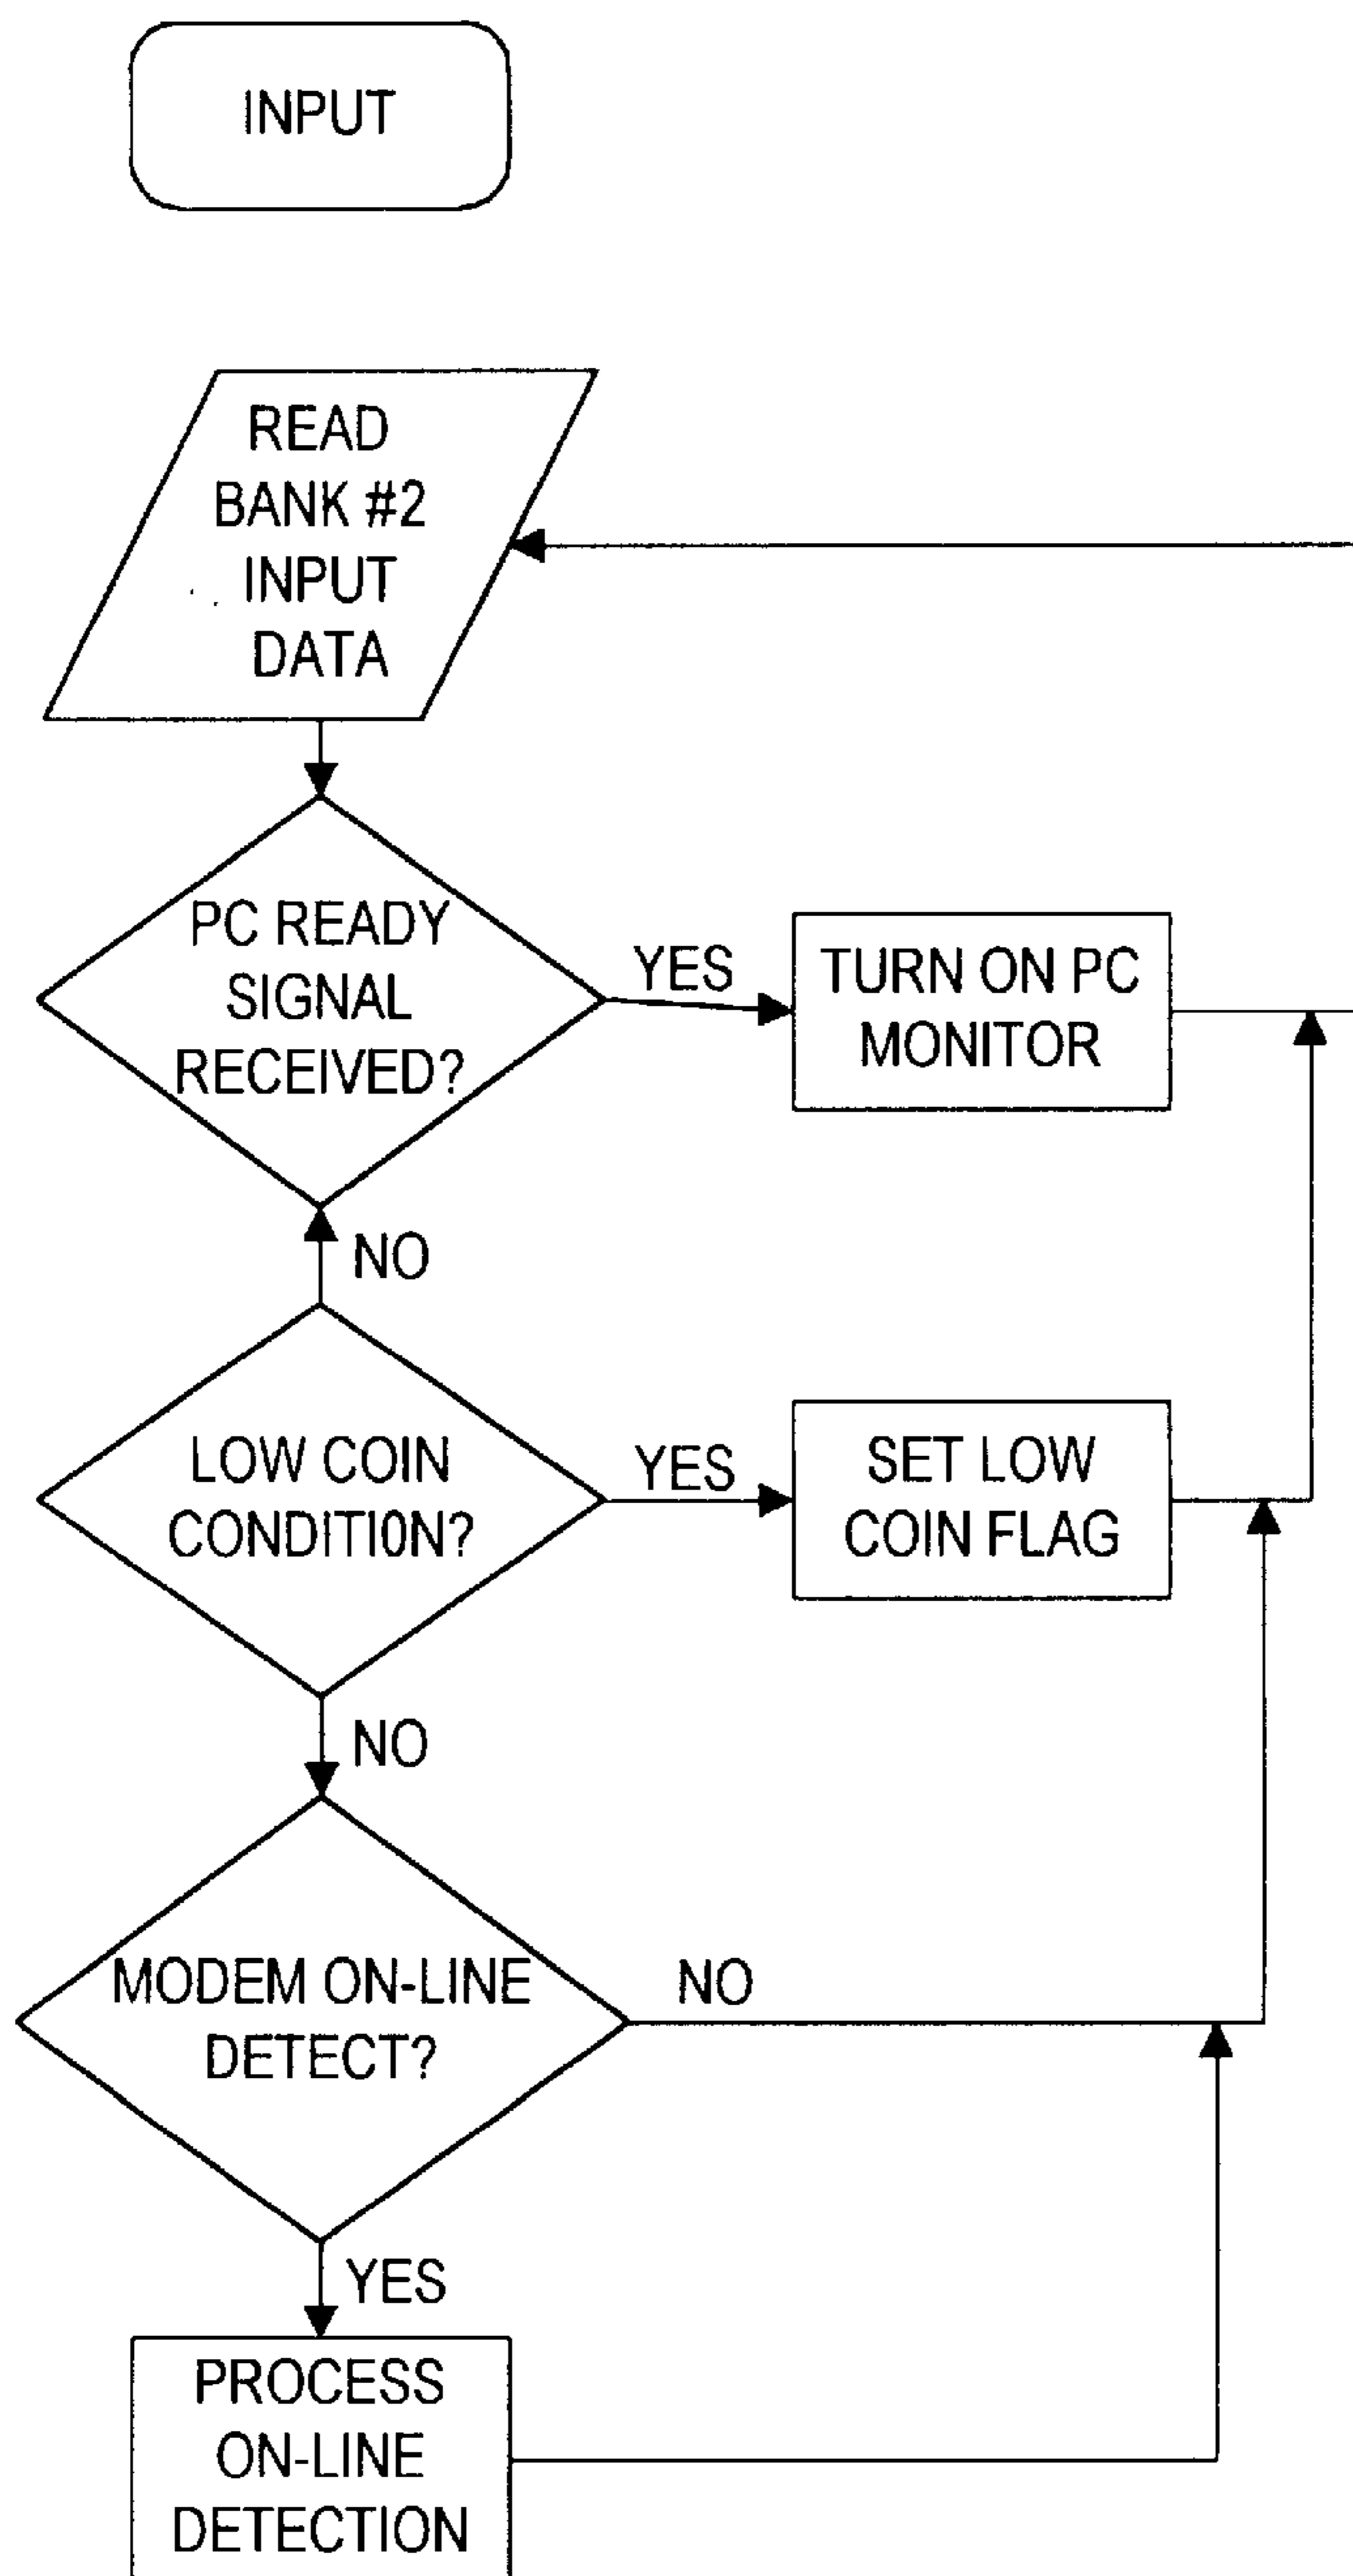 INPUT
READ
BANK #2
INPUT
DATA
PC READY
SIGNAL
RECEIVED?
YES
TURN ON PC
MONITOR
NO
LOW COIN
CONDITI0N?
YES
SET LOW
COIN FLAG
NO
MODEM ON-LINE
DETECT?
NO
YES
PROCESS
ON-LINE
DETECTION